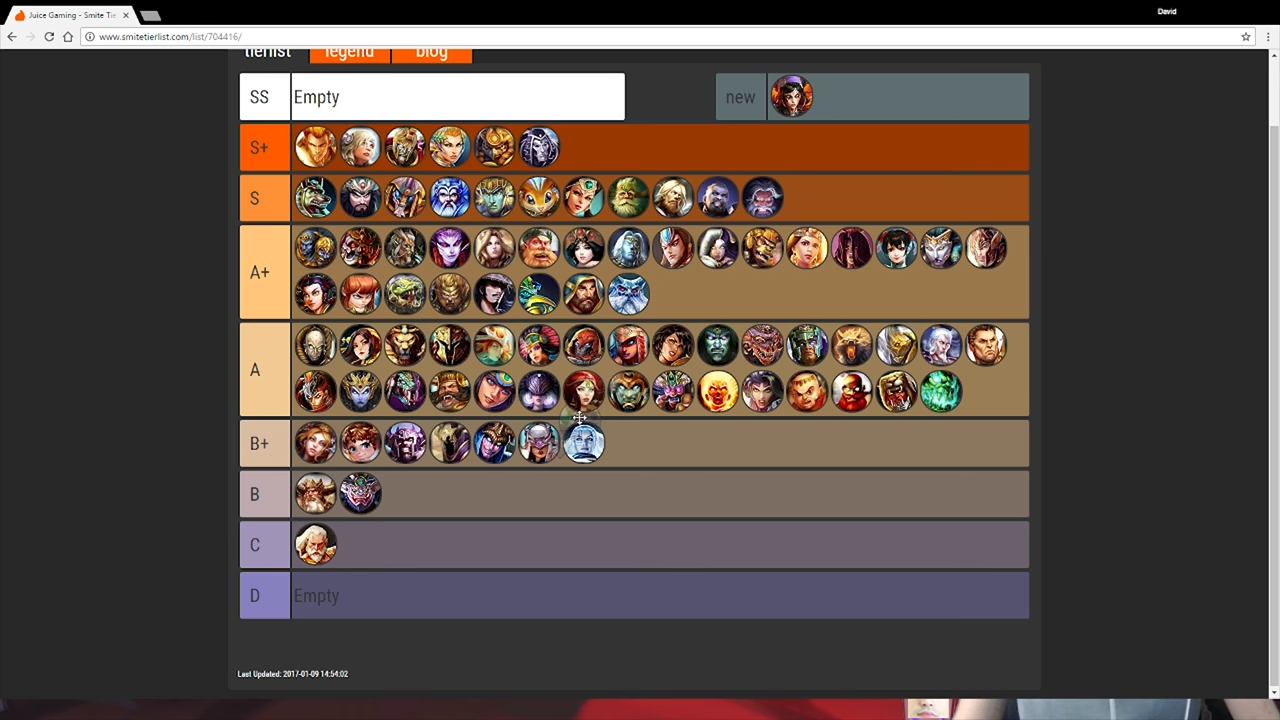 Juice Gaming - Smite Tie
David
www.smitetierlist.com/list/704416/
tierlist legend blog
SS Empty new
S+
S
A+
A
B+
B
C
D Empty
Last Updated: 2017-01-09 14:54:02